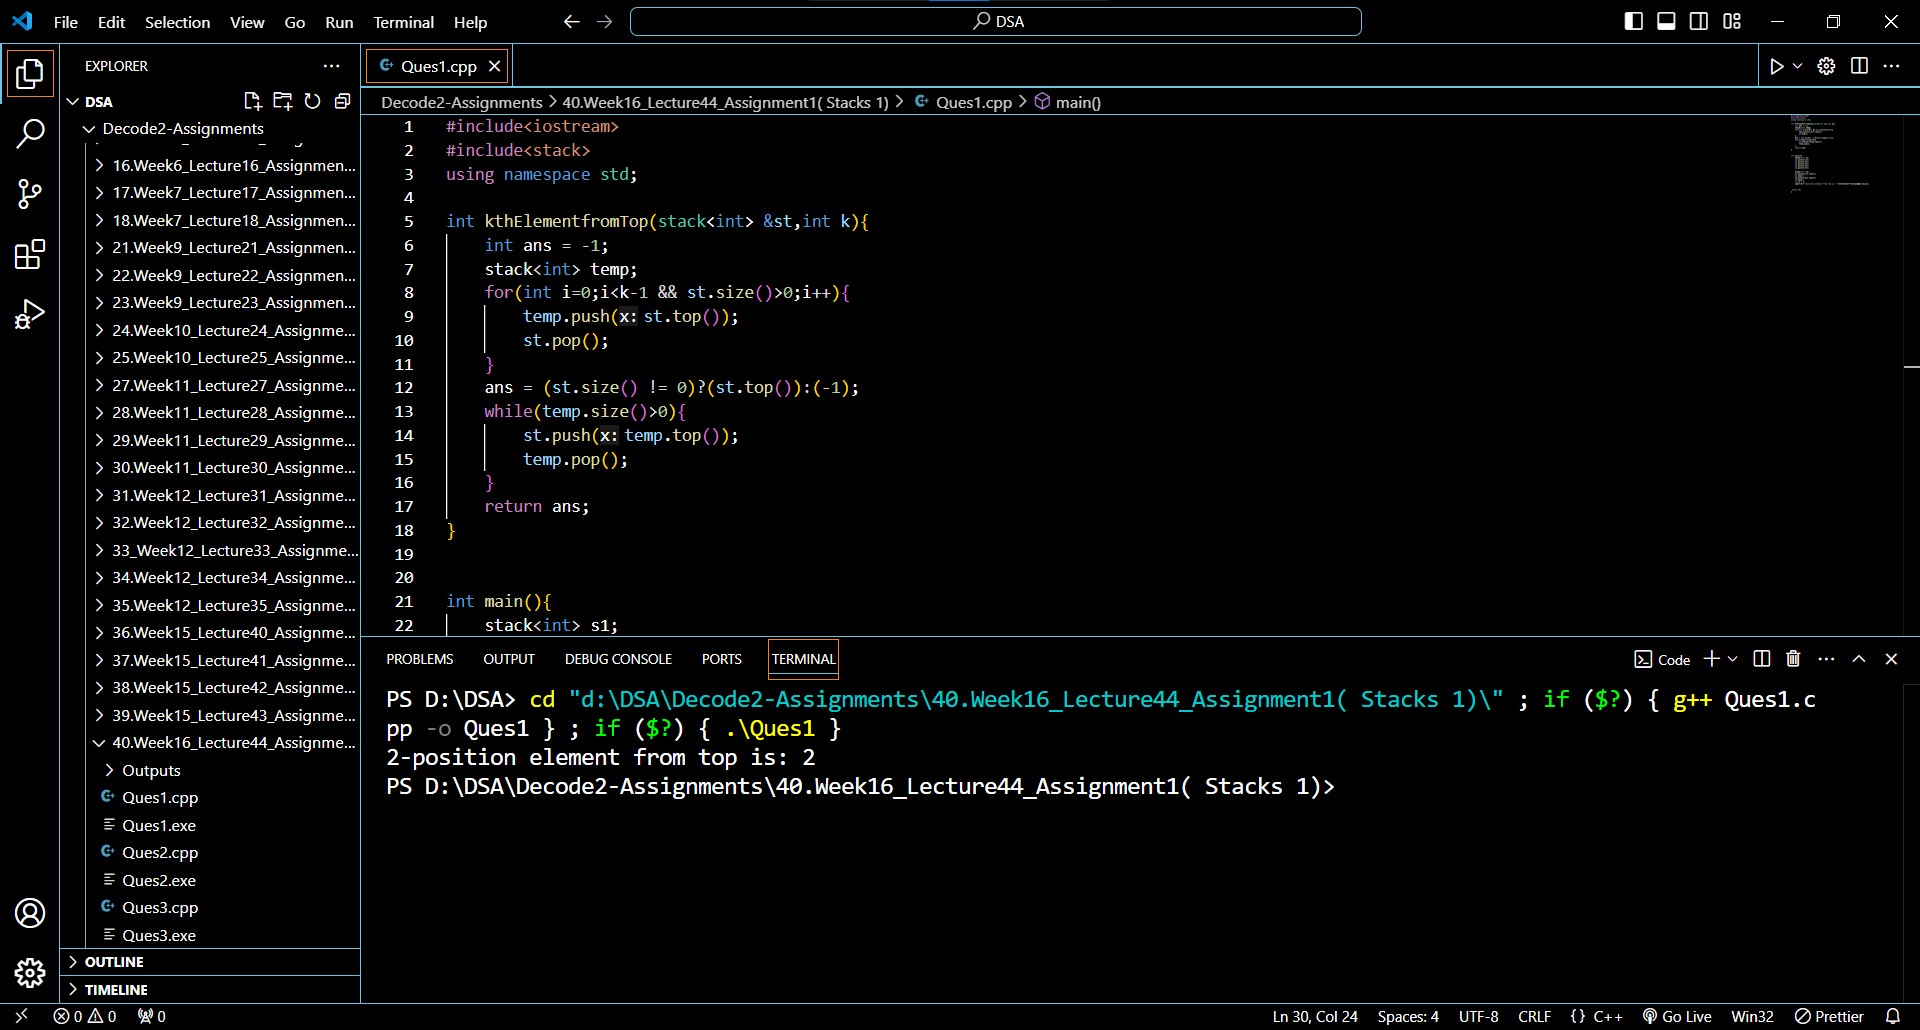 File Edit Selection View Go Run Terminal Help
DSA
EXPLORER
DSA
Decode2-Assignments
16.Week6_Lecture16_Assignment...
17.Week7_Lecture17_Assignmen...
18.Week7_Lecture18_Assignmen...
21.Week9_Lecture21_Assignmen...
22.Week9_Lecture22_Assignmen...
23.Week9_Lecture23_Assignmen...
24.Week10_Lecture24_Assignme...
25.Week10_Lecture25_Assignme...
27.Week11_Lecture27_Assignme...
28.Week11_Lecture28_Assignme...
29.Week11_Lecture29_Assignme...
30.Week11_Lecture30_Assignme...
31.Week12_Lecture31_Assignme...
32.Week12_Lecture32_Assignme...
33_Week12_Lecture33_Assignme...
34.Week12_Lecture34_Assignme...
35.Week12_Lecture35_Assignme...
36.Week15_Lecture40_Assignme...
37.Week15_Lecture41_Assignme...
38.Week15_Lecture42_Assignme...
39.Week15_Lecture43_Assignme...
40.Week16_Lecture44_Assignme...
Outputs
Ques1.cpp
Ques1.exe
Ques2.cpp
Ques2.exe
Ques3.cpp
Ques3.exe
OUTLINE
TIMELINE
Ques1.cpp
Decode2-Assignments > 40.Week16_Lecture44_Assignment1( Stacks 1) > Ques1.cpp > main()
1 #include<iostream>
2 #include<stack>
3 using namespace std;
4
5 int kthElementfromTop(stack<int> &st,int k){
6 int ans = -1;
7 stack<int> temp;
8 for(int i=0;i<k-1 && st.size()>0;i++){
9 temp.push(x: st.top());
10 st.pop();
11 }
12 ans = (st.size() != 0)?(st.top()):(-1);
13 while(temp.size()>0){
14 st.push(x: temp.top());
15 temp.pop();
16 }
17 return ans;
18 }
19
20
21 int main(){
22 stack<int> s1;
PROBLEMS OUTPUT DEBUG CONSOLE PORTS TERMINAL
Code
PS D:\DSA> cd "d:\DSA\Decode2-Assignments\40.Week16_Lecture44_Assignment1( Stacks 1)\" ; if ($?) { g++ Ques1.c
pp -o Ques1 } ; if ($?) { .\Ques1 }
2-position element from top is: 2
PS D:\DSA\Decode2-Assignments\40.Week16_Lecture44_Assignment1( Stacks 1)>
0 0 0
Ln 30, Col 24 Spaces: 4 UTF-8 CRLF {} C++ Go Live Win32 Prettier